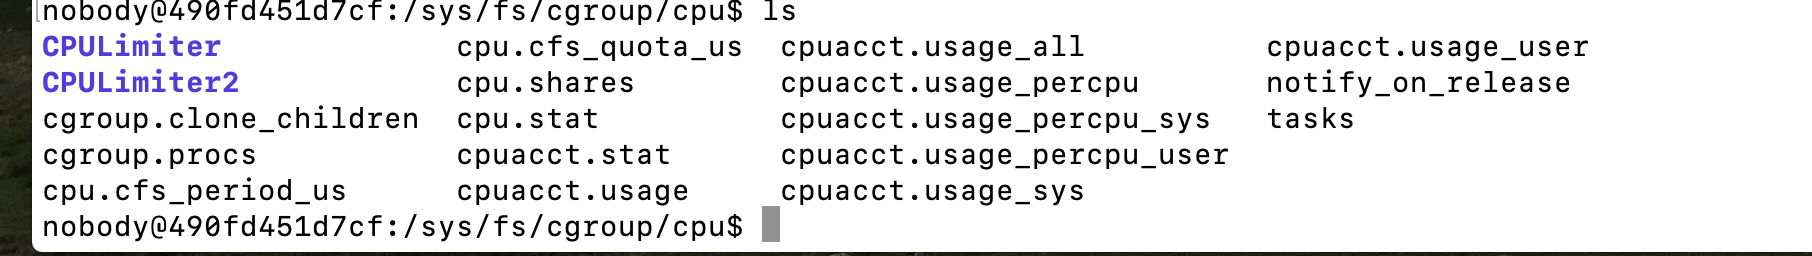 nobody@490fd451d7cf:/sys/fs/cgroup/cpu$ ls
CPULimiter cpu.cfs_quota_us cpuacct.usage_all cpuacct.usage_user
CPULimiter2 cpu.shares cpuacct.usage_percpu notify_on_release
cgroup.clone_children cpu.stat cpuacct.usage_percpu_sys tasks
cgroup.procs cpuacct.stat cpuacct.usage_percpu_user
cpu.cfs_period_us cpuacct.usage cpuacct.usage_sys
nobody@490fd451d7cf:/sys/fs/cgroup/cpu$